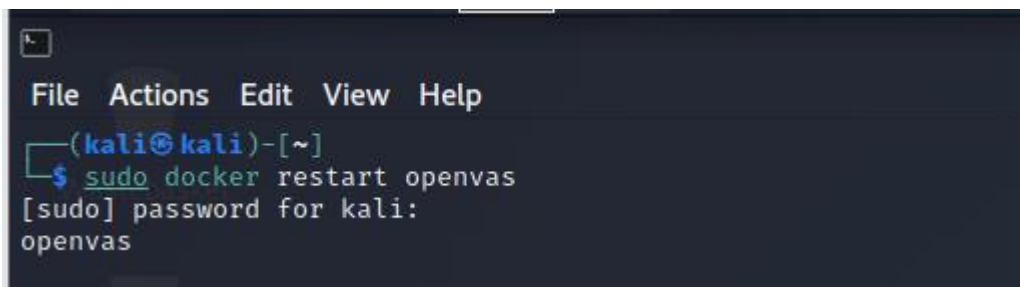 File Actions Edit View Help
┌──(kali㉿kali)-[~]
└─$ sudo docker restart openvas
[sudo] password for kali:
openvas